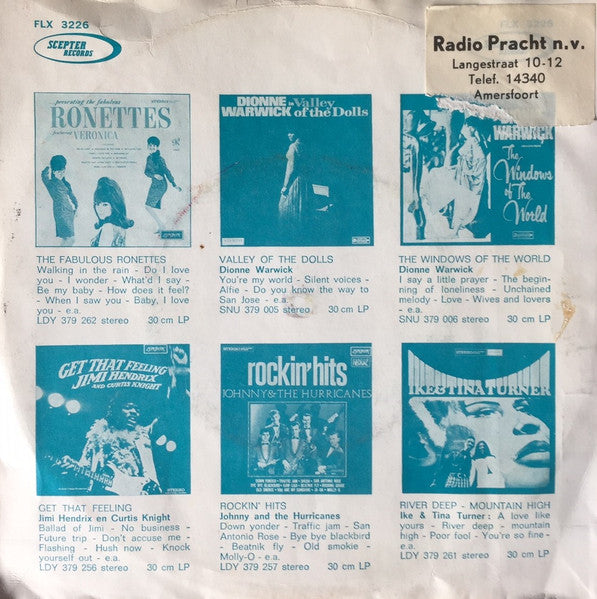 FLX 3226
SCEPTER
RECORDS
Radio Pracht n.v.
Langestraat 10-12
Telef. 14340
Amersfoort
presenting the fabulous
RONETTES
featuring VERONICA
DIONNE in Valley
WARWICK of the Dolls
WARWICK
The
Windows
of The
World
THE FABULOUS RONETTES
Walking in the rain - Do I love
you - I wonder - What'd I say -
Be my baby - How does it feel?
- When I saw you - Baby, I love
you - e.a.
LDY 379 262 stereo 30 cm LP
VALLEY OF THE DOLLS
Dionne Warwick
You're my world - Silent voices -
Alfie - Do you know the way to
San Jose - e.a.
SNU 379 005 stereo 30 cm LP
THE WINDOWS OF THE WORLD
Dionne Warwick
I say a little prayer - The begin-
ning of loneliness - Unchained
melody - Love - Wives and lovers
- e.a.
SNU 379 006 stereo 30 cm LP
GET THAT FEELING
JIMI HENDRIX
AND CURTIS KNIGHT
rockin'hits
JOHNNY & THE HURRICANES
IKE & TINA TURNER
GET THAT FEELING
Jimi Hendrix en Curtis Knight
Ballad of Jimi - No business -
Future trip - Don't accuse me -
Flashing - Hush now - Knock
yourself out - e.a.
LDY 379 256 stereo 30 cm LP
ROCKIN' HITS
Johnny and the Hurricanes
Down yonder - Traffic jam - San
Antonio Rose - Bye bye blackbird
- Beatnik fly - Old smokie -
Molly-O - e.a.
LDY 379 257 stereo 30 cm LP
RIVER DEEP - MOUNTAIN HIGH
Ike & Tina Turner: A love like
yours - River deep - mountain
high - Poor fool - You're so fine-
- e.a.
LDY 379 261 stereo 30 cm LP